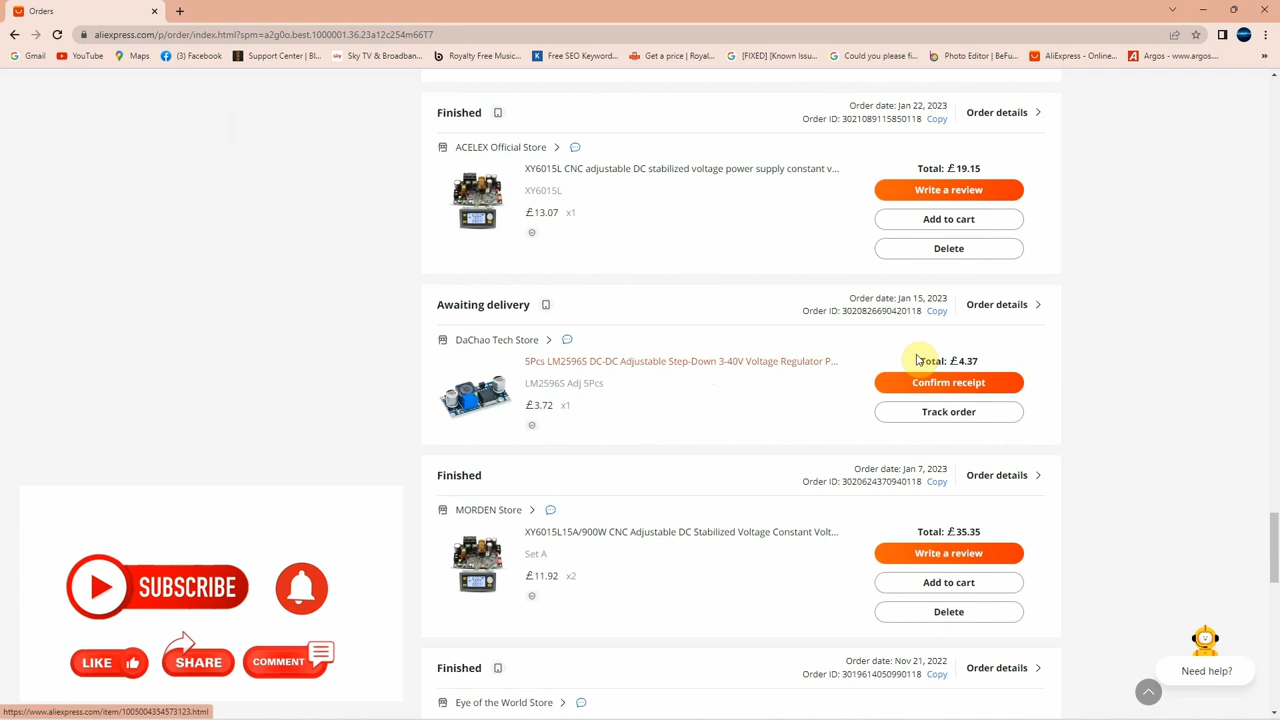 Orders
aliexpress.com/p/order/index.html?spm=a2g0o.best.1000001.36.23a12c254m66T7
Gmail YouTube Maps (3) Facebook Support Center | Bl... Sky TV & Broadban... Royalty Free Music... Free SEO Keyword... Get a price | Royal... [FIXED] [Known Issu... Could you please fi... Photo Editor | BeFu... AliExpress - Online... Argos - www.argos.... »
Finished
Order date: Jan 22, 2023
Order ID: 3021089115850118 Copy
Order details
ACELEX Official Store
XY6015L CNC adjustable DC stabilized voltage power supply constant v...
XY6015L
£13.07 x1
Total: £19.15
Write a review
Add to cart
Delete
Awaiting delivery
Order date: Jan 15, 2023
Order ID: 3020826690420118 Copy
Order details
DaChao Tech Store
5Pcs LM2596S DC-DC Adjustable Step-Down 3-40V Voltage Regulator P...
LM2596S Adj 5Pcs
£3.72 x1
Total: £4.37
Confirm receipt
Track order
Finished
Order date: Jan 7, 2023
Order ID: 3020624370940118 Copy
Order details
MORDEN Store
XY6015L15A/900W CNC Adjustable DC Stabilized Voltage Constant Volt...
Set A
£11.92 x2
Total: £35.35
Write a review
Add to cart
Delete
Finished
Order date: Nov 21, 2022
Order ID: 3019614050990118 Copy
Order details
Eye of the World Store
SUBSCRIBE
LIKE SHARE COMMENT
Need help?
https://www.aliexpress.com/item/1005004354573123.html